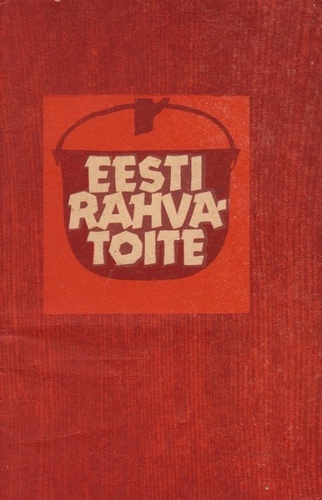 EESTI
RAHVA-
TOITE